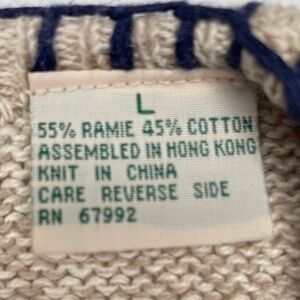 L
55% RAMIE 45% COTTON
ASSEMBLED IN HONG KONG
KNIT IN CHINA
CARE REVERSE SIDE
RN 67992